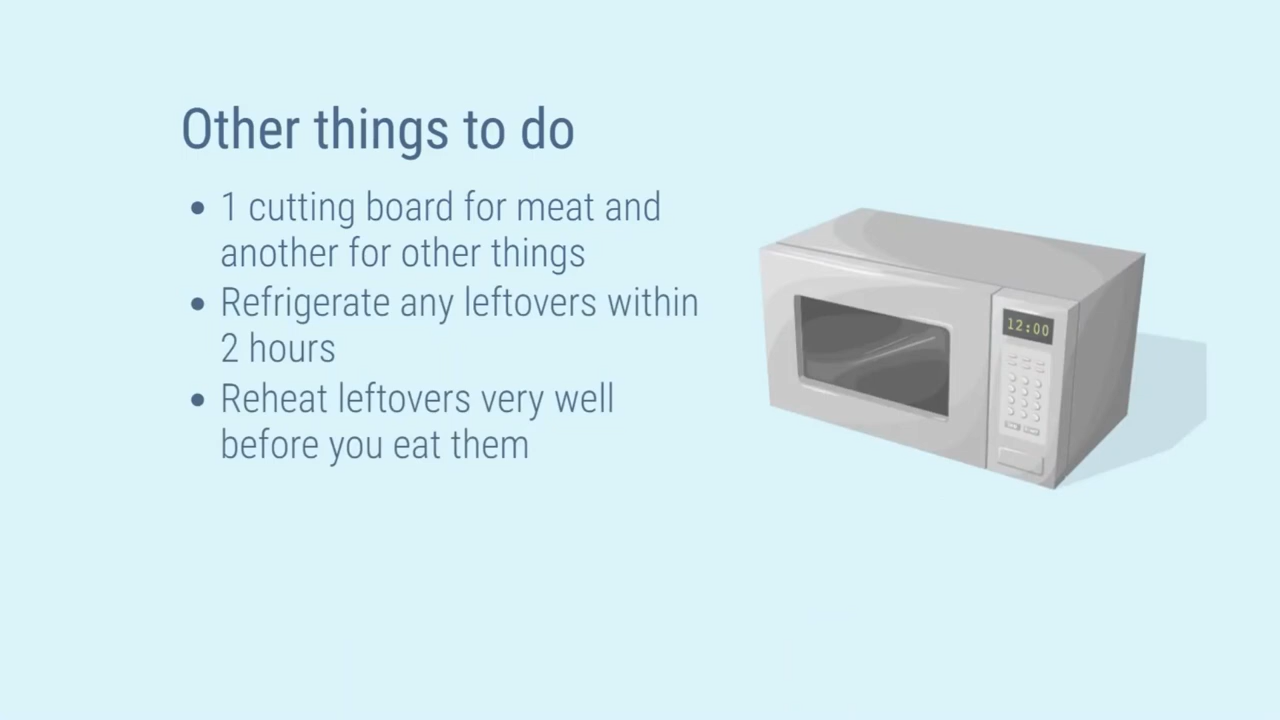 Other things to do
• 1 cutting board for meat and
another for other things
• Refrigerate any leftovers within
2 hours
• Reheat leftovers very well
before you eat them
12:00